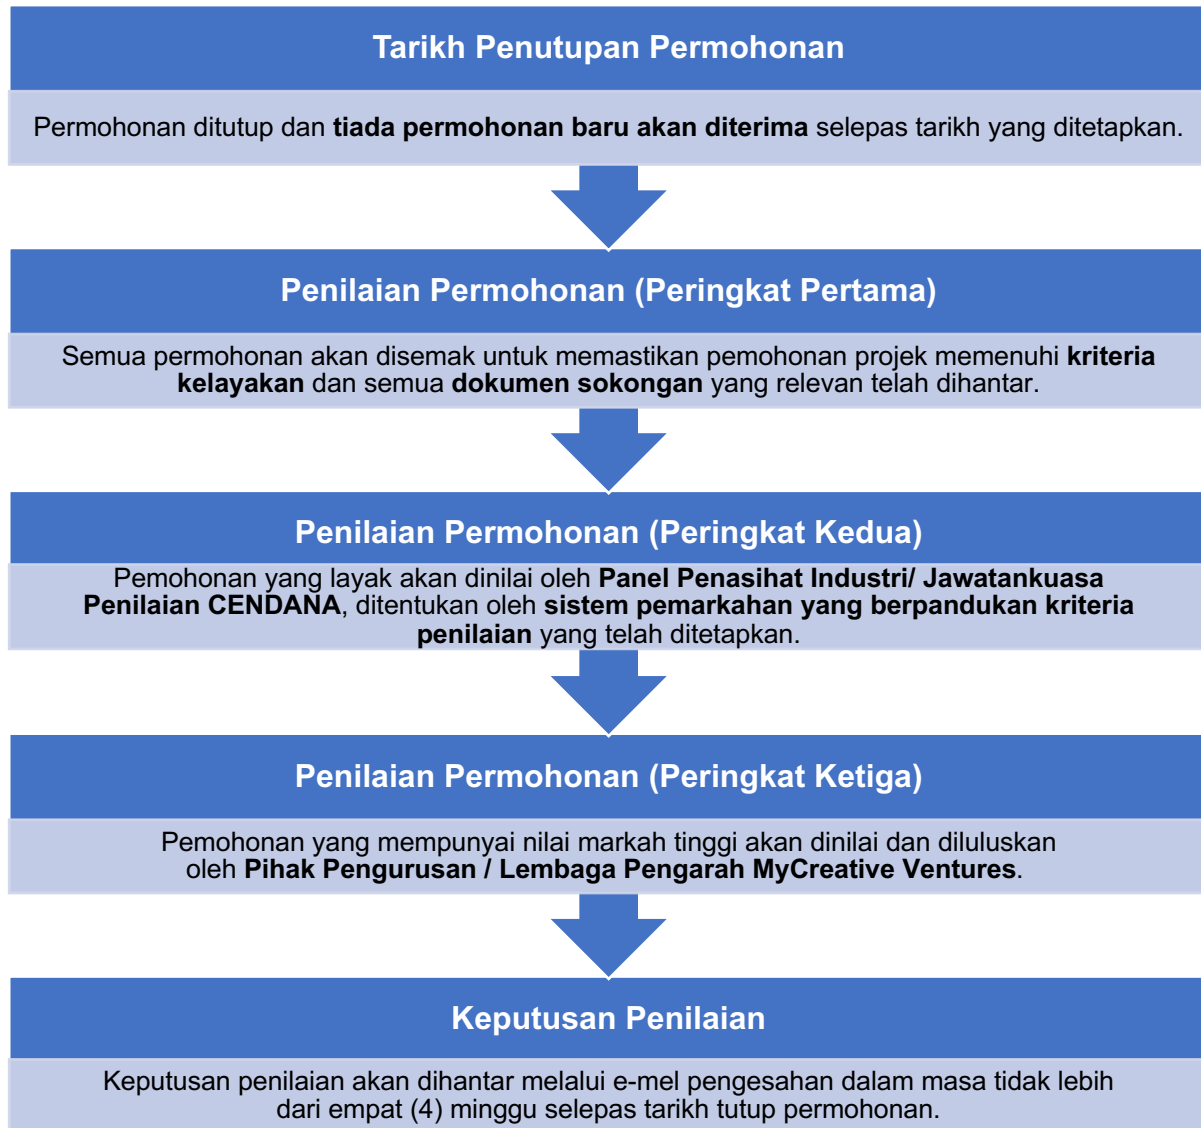 Tarikh Penutupan Permohonan
Permohonan ditutup dan tiada permohonan baru akan diterima selepas tarikh yang ditetapkan.
Penilaian Permohonan (Peringkat Pertama)
Semua permohonan akan disemak untuk memastikan pemohonan projek memenuhi kriteria
kelayakan dan semua dokumen sokongan yang relevan telah dihantar.
Penilaian Permohonan (Peringkat Kedua)
Pemohonan yang layak akan dinilai oleh Panel Penasihat Industri/ Jawatankuasa
Penilaian CENDANA, ditentukan oleh sistem pemarkahan yang berpandukan kriteria
penilaian yang telah ditetapkan.
Penilaian Permohonan (Peringkat Ketiga)
Pemohonan yang mempunyai nilai markah tinggi akan dinilai dan diluluskan
oleh Pihak Pengurusan / Lembaga Pengarah MyCreative Ventures.
Keputusan Penilaian
Keputusan penilaian akan dihantar melalui e-mel pengesahan dalam masa tidak lebih
dari empat (4) minggu selepas tarikh tutup permohonan.